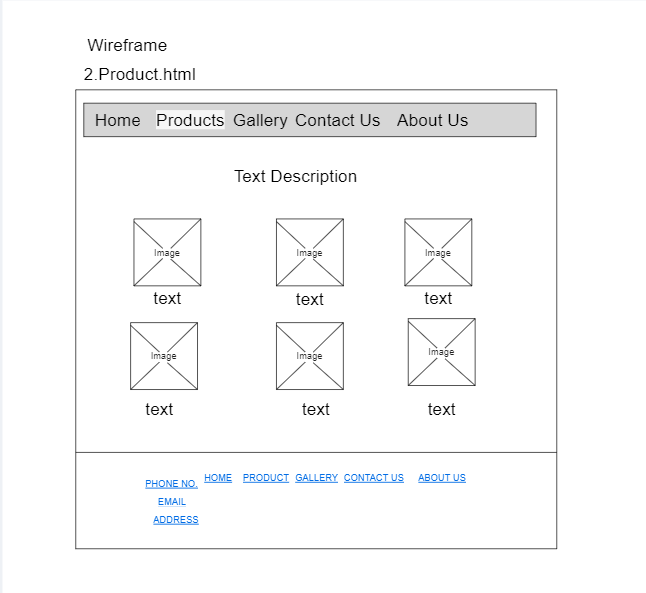 Wireframe
2.Product.html
Home Products Gallery Contact Us About Us
Text Description
Image Image Image
text text text
Image Image Image
text text text
PHONE NO. HOME PRODUCT GALLERY CONTACT US ABOUT US
EMAIL
ADDRESS